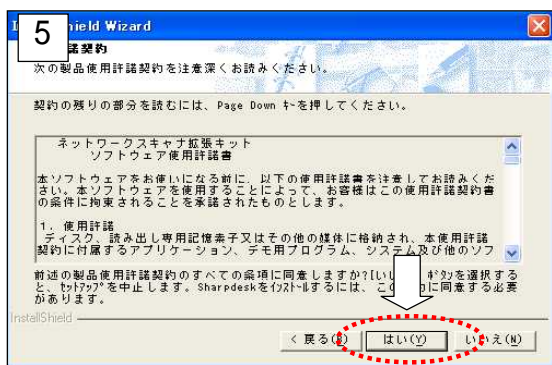 5
hield Wizard
諾契約
次の製品使用許諾契約を注意深くお読みください。
契約の残りの部分を読むには、Page Down キーを押してください。
ネットワークスキャナ拡張キット
ソフトウェア使用許諾書
本ソフトウェアをお使いになる前に、以下の使用許諾書を注意してお読みくだ
さい。本ソフトウェアを使用することによって、お客様はこの使用許諾契約書
の条件に拘束されることを承諾されたものとします。
1. 使用許諾
ディスク、読み出し専用記憶素子又はその他の媒体に格納され、本使用許諾
契約に付属するアプリケーション、デモ用プログラム、システム及び他のソフ
前述の製品使用許諾契約のすべての条項に同意しますか?[いい ﾎﾞﾀﾝを選択する
と、ｾｯﾄｱｯﾌﾟを中止します。Sharpdeskをｲﾝｽﾄｰﾙするには、こ に同意する必要
があります。
InstallShield
< 戻る(B) はい(Y) いいえ(N)